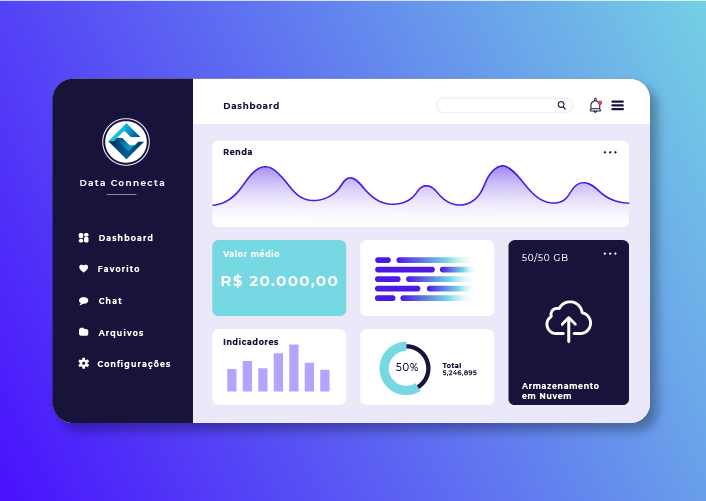 Dashboard
Data Connecta
Dashboard
Favorito
Chat
Arquivos
Configurações
Renda
Valor médio
R$ 20.000,00
50/50 GB
Armazenamento
em Nuvem
Indicadores
50%
Total
5,246,895